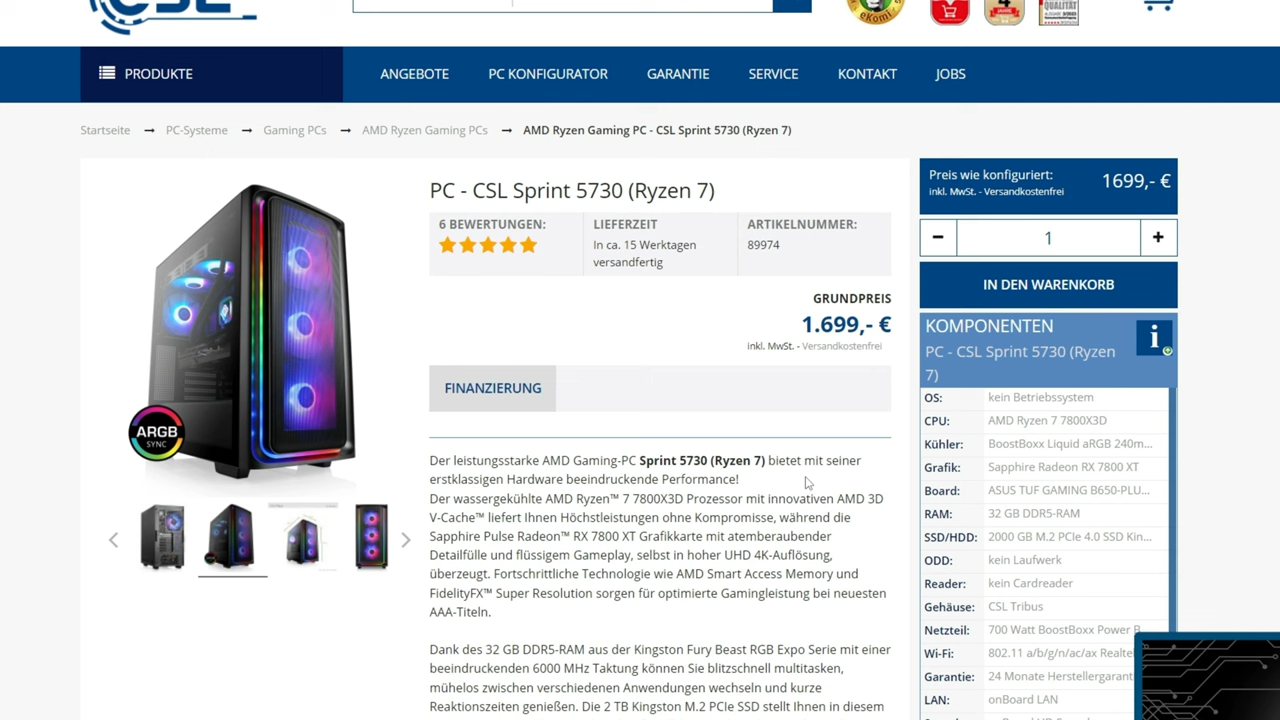 CSL
eKomi
4
JAHRE
QUALITÄT
PRODUKTE
ANGEBOTE
PC KONFIGURATOR
GARANTIE
SERVICE
KONTAKT
JOBS
Startseite → PC-Systeme → Gaming PCs → AMD Ryzen Gaming PCs → AMD Ryzen Gaming PC - CSL Sprint 5730 (Ryzen 7)
ARGB
SYNC
PC - CSL Sprint 5730 (Ryzen 7)
6 BEWERTUNGEN:
LIEFERZEIT
In ca. 15 Werktagen
versandfertig
ARTIKELNUMMER:
89974
GRUNDPREIS
1.699,- €
inkl. MwSt. - Versandkostenfrei
FINANZIERUNG
Der leistungsstarke AMD Gaming-PC Sprint 5730 (Ryzen 7) bietet mit seiner
erstklassigen Hardware beeindruckende Performance!
Der wassergekühlte AMD Ryzen™ 7 7800X3D Prozessor mit innovativen AMD 3D
V-Cache™ liefert Ihnen Höchstleistungen ohne Kompromisse, während die
Sapphire Pulse Radeon™ RX 7800 XT Grafikkarte mit atemberaubender
Detailfülle und flüssigem Gameplay, selbst in hoher UHD 4K-Auflösung,
überzeugt. Fortschrittliche Technologie wie AMD Smart Access Memory und
FidelityFX™ Super Resolution sorgen für optimierte Gamingleistung bei neuesten
AAA-Titeln.
Dank des 32 GB DDR5-RAM aus der Kingston Fury Beast RGB Expo Serie mit einer
beeindruckenden 6000 MHz Taktung können Sie blitzschnell multitasken,
mühelos zwischen verschiedenen Anwendungen wechseln und kurze
Reaktionszeiten genießen. Die 2 TB Kingston M.2 PCIe SSD stellt Ihnen in diesem
Preis wie konfiguriert:
inkl. MwSt. - Versandkostenfrei
1699,- €
− 1 +
IN DEN WARENKORB
KOMPONENTEN
PC - CSL Sprint 5730 (Ryzen
7)
i
OS: kein Betriebssystem
CPU: AMD Ryzen 7 7800X3D
Kühler: BoostBoxx Liquid aRGB 240m...
Grafik: Sapphire Radeon RX 7800 XT
Board: ASUS TUF GAMING B650-PLU...
RAM: 32 GB DDR5-RAM
SSD/HDD: 2000 GB M.2 PCIe 4.0 SSD Kin...
ODD: kein Laufwerk
Reader: kein Cardreader
Gehäuse: CSL Tribus
Netzteil: 700 Watt BoostBoxx Power B
Wi-Fi: 802.11 a/b/g/n/ac/ax Realte
Garantie: 24 Monate Herstellergarant
LAN: onBoard LAN